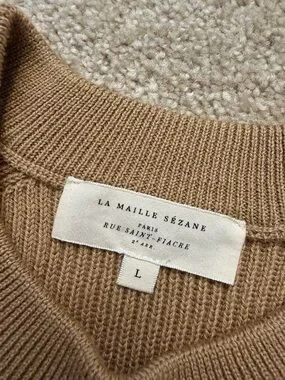 LA MAILLE SÉZANE
PARIS
RUE SAINT-FIACRE
2e ARR.
L